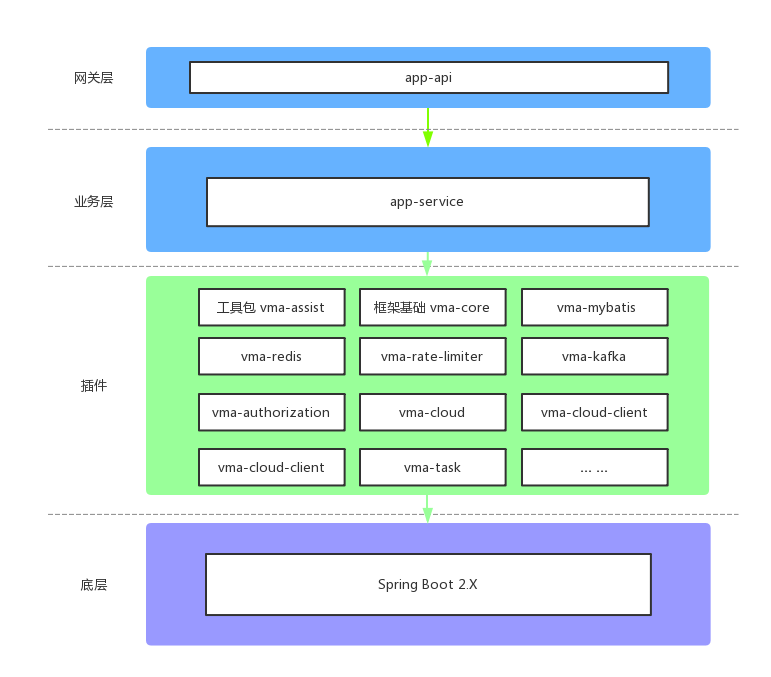 网关层
app-api
业务层
app-service
插件
工具包 vma-assist
框架基础 vma-core
vma-mybatis
vma-redis
vma-rate-limiter
vma-kafka
vma-authorization
vma-cloud
vma-cloud-client
vma-cloud-client
vma-task
... ...
底层
Spring Boot 2.X